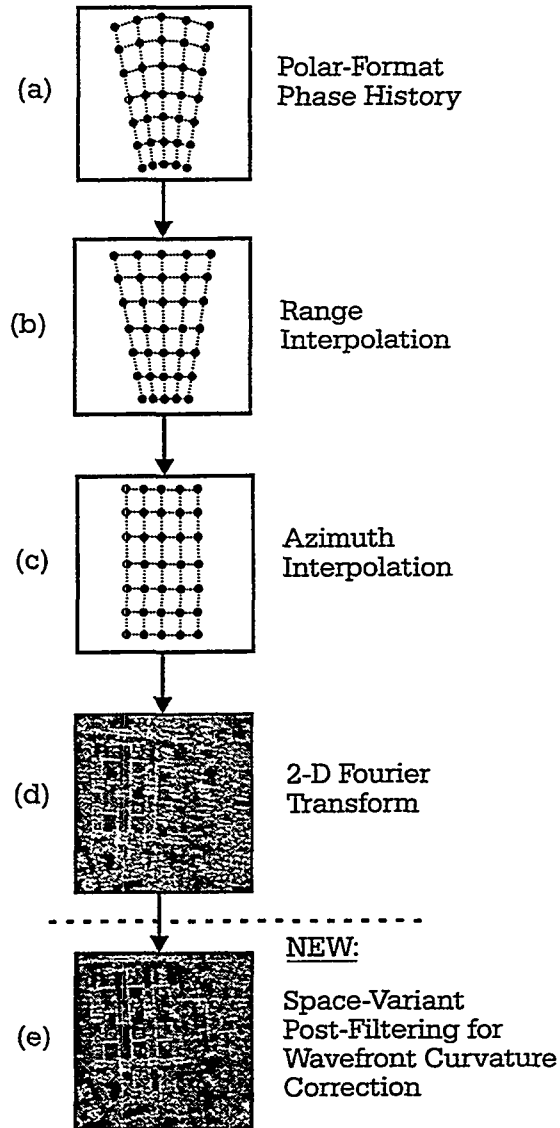 (a)
Polar-Format
Phase History
(b)
Range
Interpolation
(c)
Azimuth
Interpolation
(d)
2-D Fourier
Transform
NEW:
(e)
Space-Variant
Post-Filtering for
Wavefront Curvature
Correction